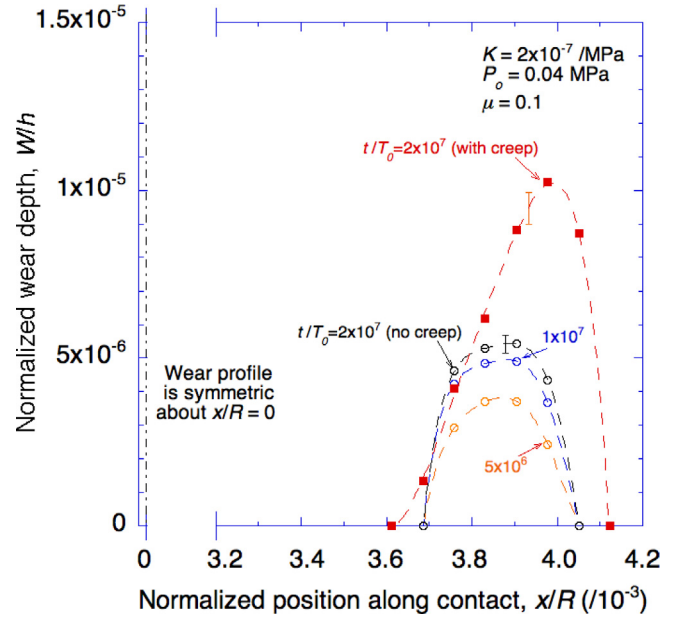 1.5x10⁻⁵
K = 2x10⁻⁷ /MPa
Pₒ = 0.04 MPa
μ = 0.1
t/T₀=2x10⁷ (with creep)
1x10⁻⁵
Normalized wear depth, W/h
t/T₀=2x10⁷ (no creep)
1x10⁷
5x10⁻⁶
Wear profile
is symmetric
about x/R = 0
5x10⁶
0
0 3.2 3.4 3.6 3.8 4.0 4.2
Normalized position along contact, x/R (/10⁻³)